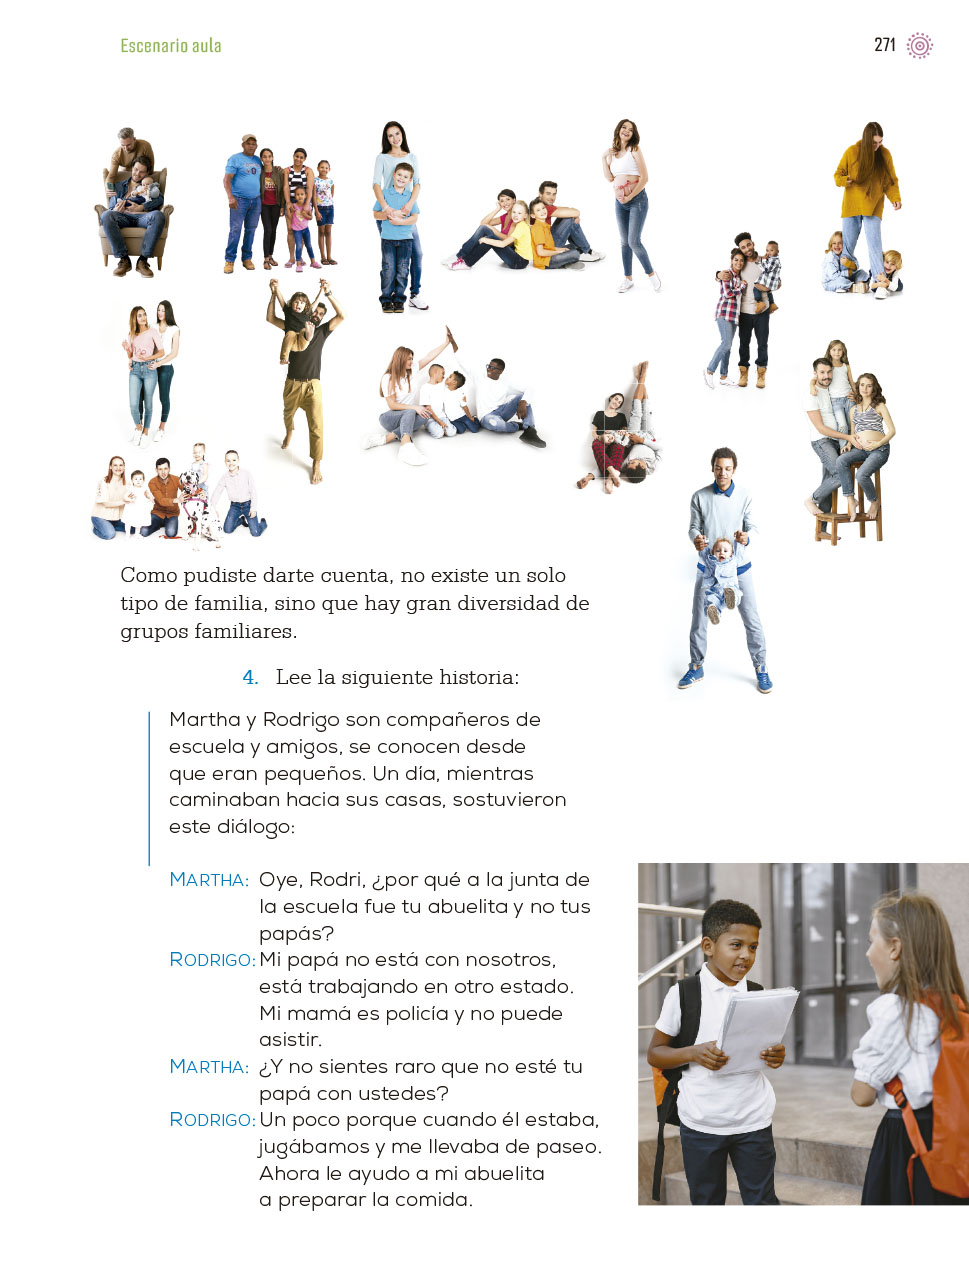 Escenario aula
271
Como pudiste darte cuenta, no existe un solo
tipo de familia, sino que hay gran diversidad de
grupos familiares.
4. Lee la siguiente historia:
Martha y Rodrigo son compañeros de
escuela y amigos, se conocen desde
que eran pequeños. Un día, mientras
caminaban hacia sus casas, sostuvieron
este diálogo:
MARTHA: Oye, Rodri, ¿por qué a la junta de
la escuela fue tu abuelita y no tus
papás?
RODRIGO: Mi papá no está con nosotros,
está trabajando en otro estado.
Mi mamá es policía y no puede
asistir.
MARTHA: ¿Y no sientes raro que no esté tu
papá con ustedes?
RODRIGO: Un poco porque cuando él estaba,
jugábamos y me llevaba de paseo.
Ahora le ayudo a mi abuelita
a preparar la comida.